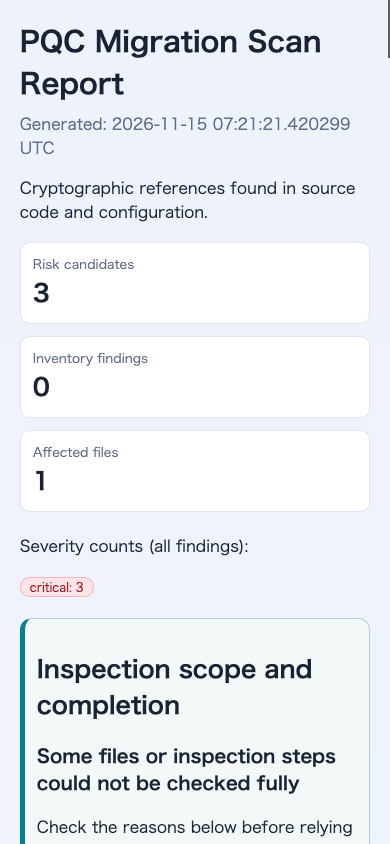 PQC Migration Scan
Report
Generated: 2026-11-15 07:21:21.420299
UTC
Cryptographic references found in source
code and configuration.
Risk candidates
3
Inventory findings
0
Affected files
1
Severity counts (all findings):
critical: 3
Inspection scope and
completion
Some files or inspection steps
could not be checked fully
Check the reasons below before relying